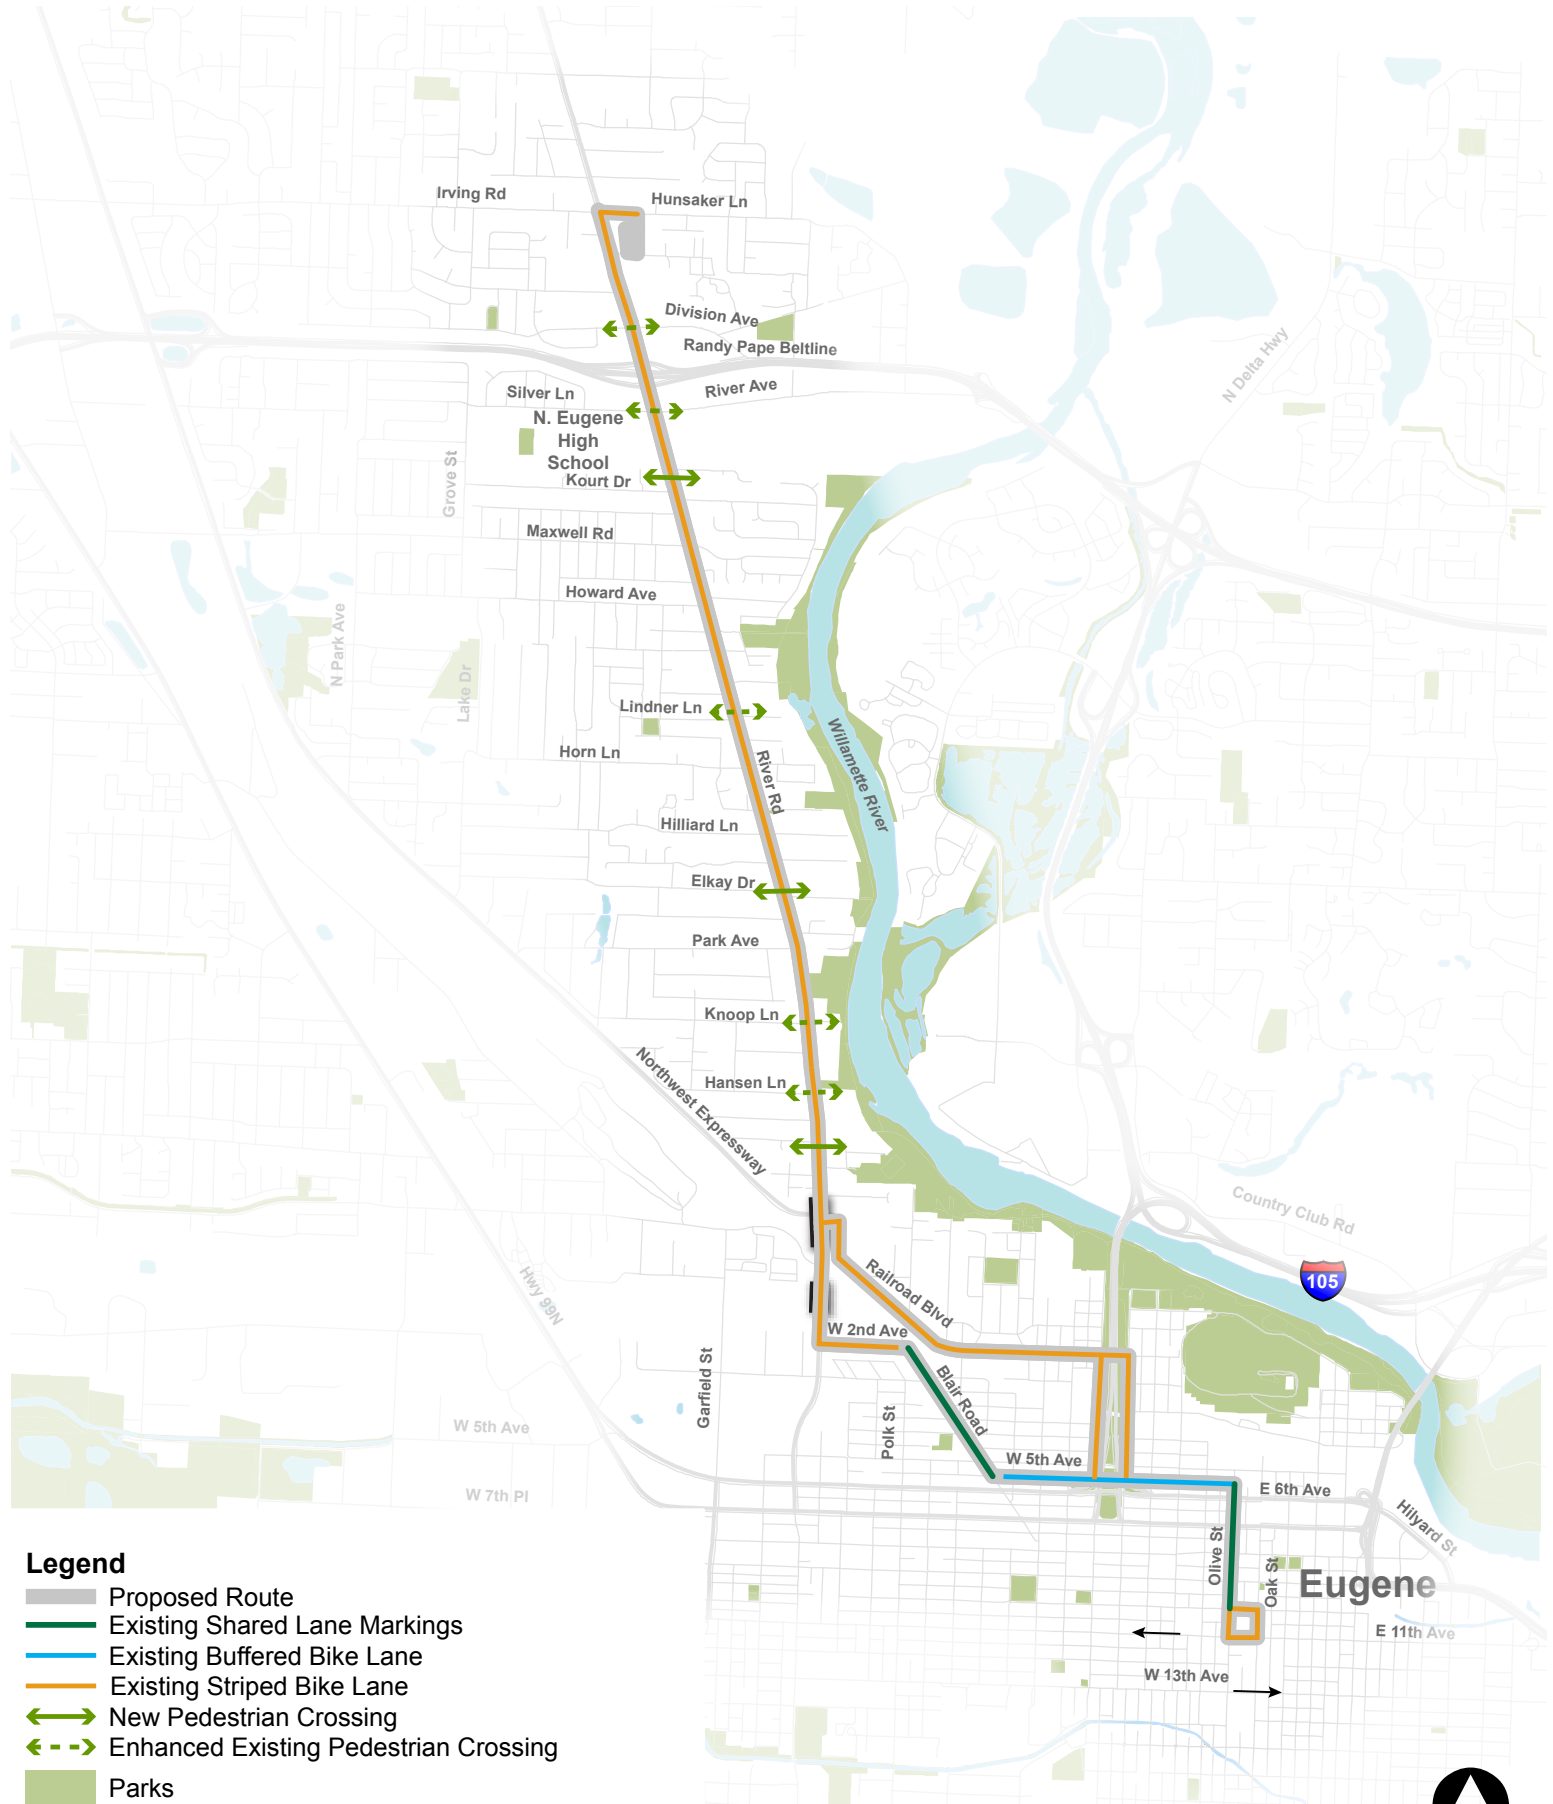 Irving Rd
Hunsaker Ln
Division Ave
Randy Pape Beltline
N Delta Hwy
River Ave
Silver Ln
N. Eugene
High
School
Kourt Dr
Grove St
Maxwell Rd
Howard Ave
N Park Ave
Lake Dr
Lindner Ln
Willamette River
River Rd
Horn Ln
Hilliard Ln
Elkay Dr
Park Ave
Knoop Ln
Northwest Expressway
Hansen Ln
Country Club Rd
Hwy 99N
Railroad Blvd
105
W 2nd Ave
Garfield St
Blair Road
Polk St
W 5th Ave
W 5th Ave
W 7th Pl
E 6th Ave
Hilyard St
Olive St
Oak St
Eugene
E 11th Ave
W 13th Ave
Legend
Proposed Route
Existing Shared Lane Markings
Existing Buffered Bike Lane
Existing Striped Bike Lane
New Pedestrian Crossing
Enhanced Existing Pedestrian Crossing
Parks